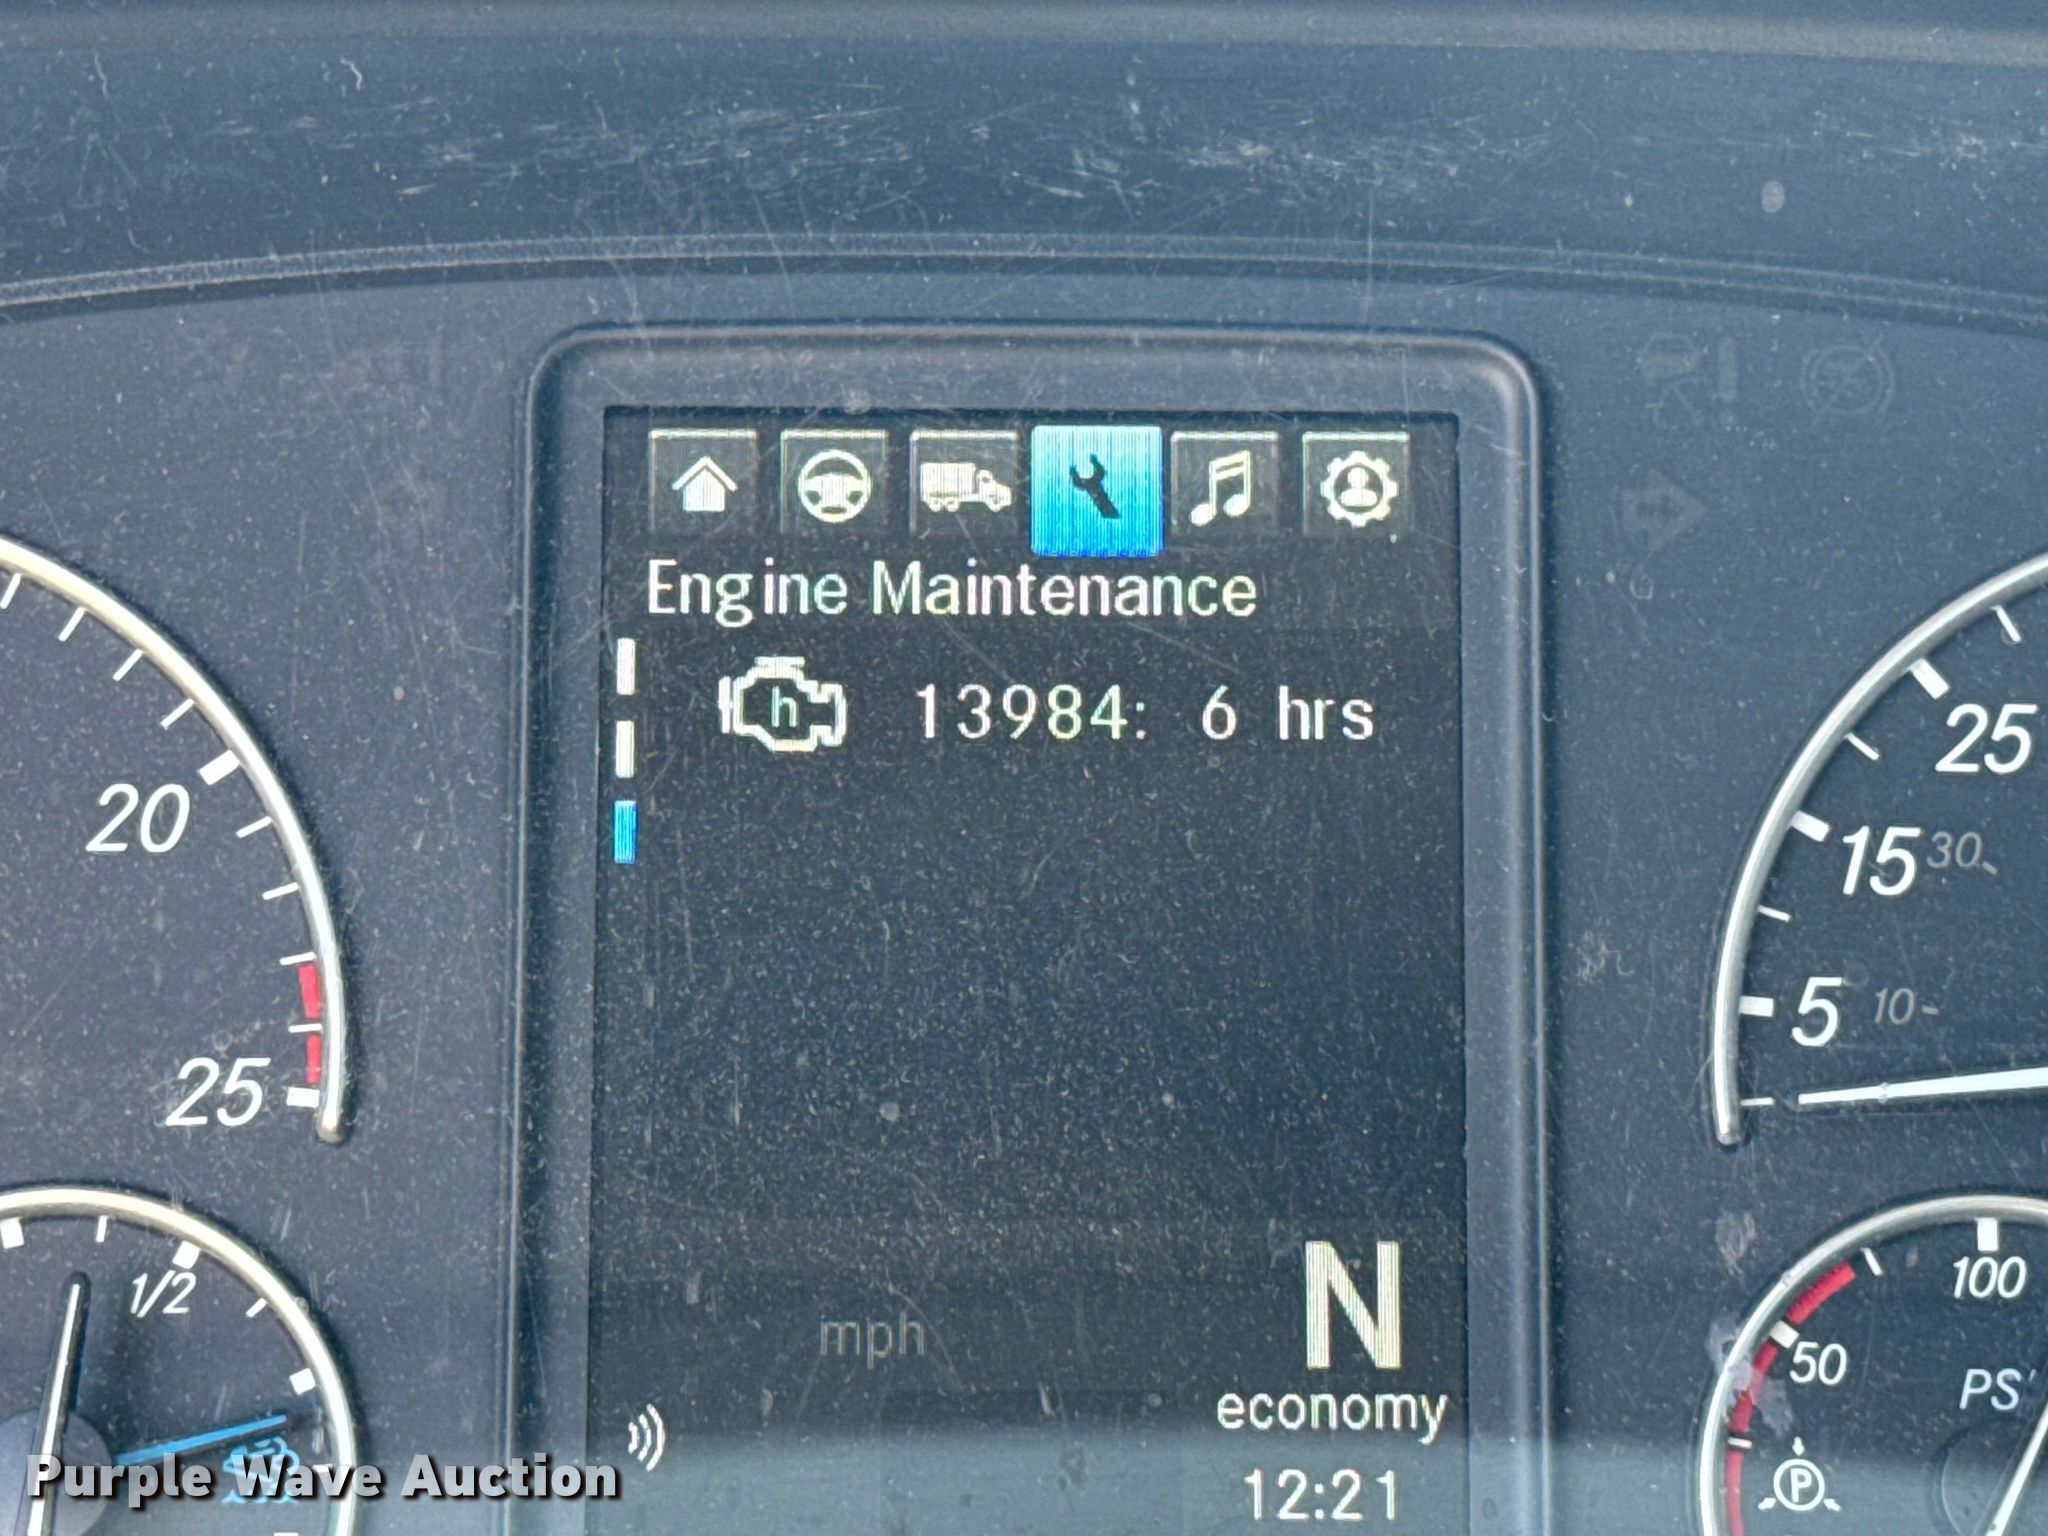 Engine Maintenance
h 13984: 6 hrs
20
25
1/2
25
15 30
5 10
100
50
PS
P
mph
N
economy
12:21
Purple Wave Auction